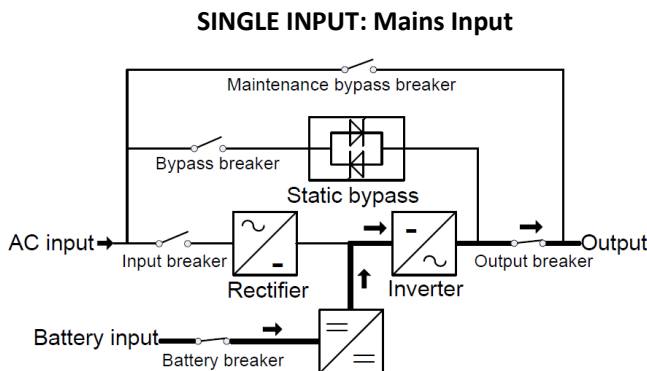 SINGLE INPUT: Mains Input
Maintenance bypass breaker
Bypass breaker
Static bypass
AC input
Input breaker
Rectifier
Inverter
Output breaker
Output
Battery input
Battery breaker